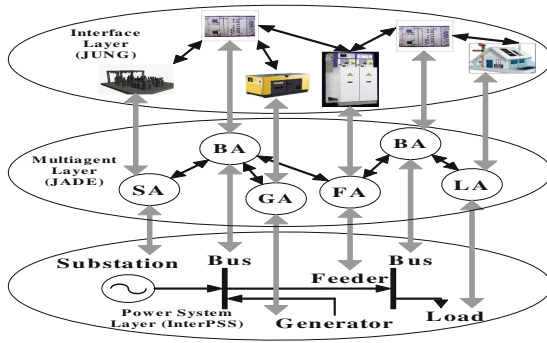 Interface
Layer
(JUNG)
BA
BA
Multiagent
Layer
(JADE)
SA
GA
FA
LA
Substation
Bus
Feeder
Bus
Power System
Layer (InterPSS)
Generator
Load